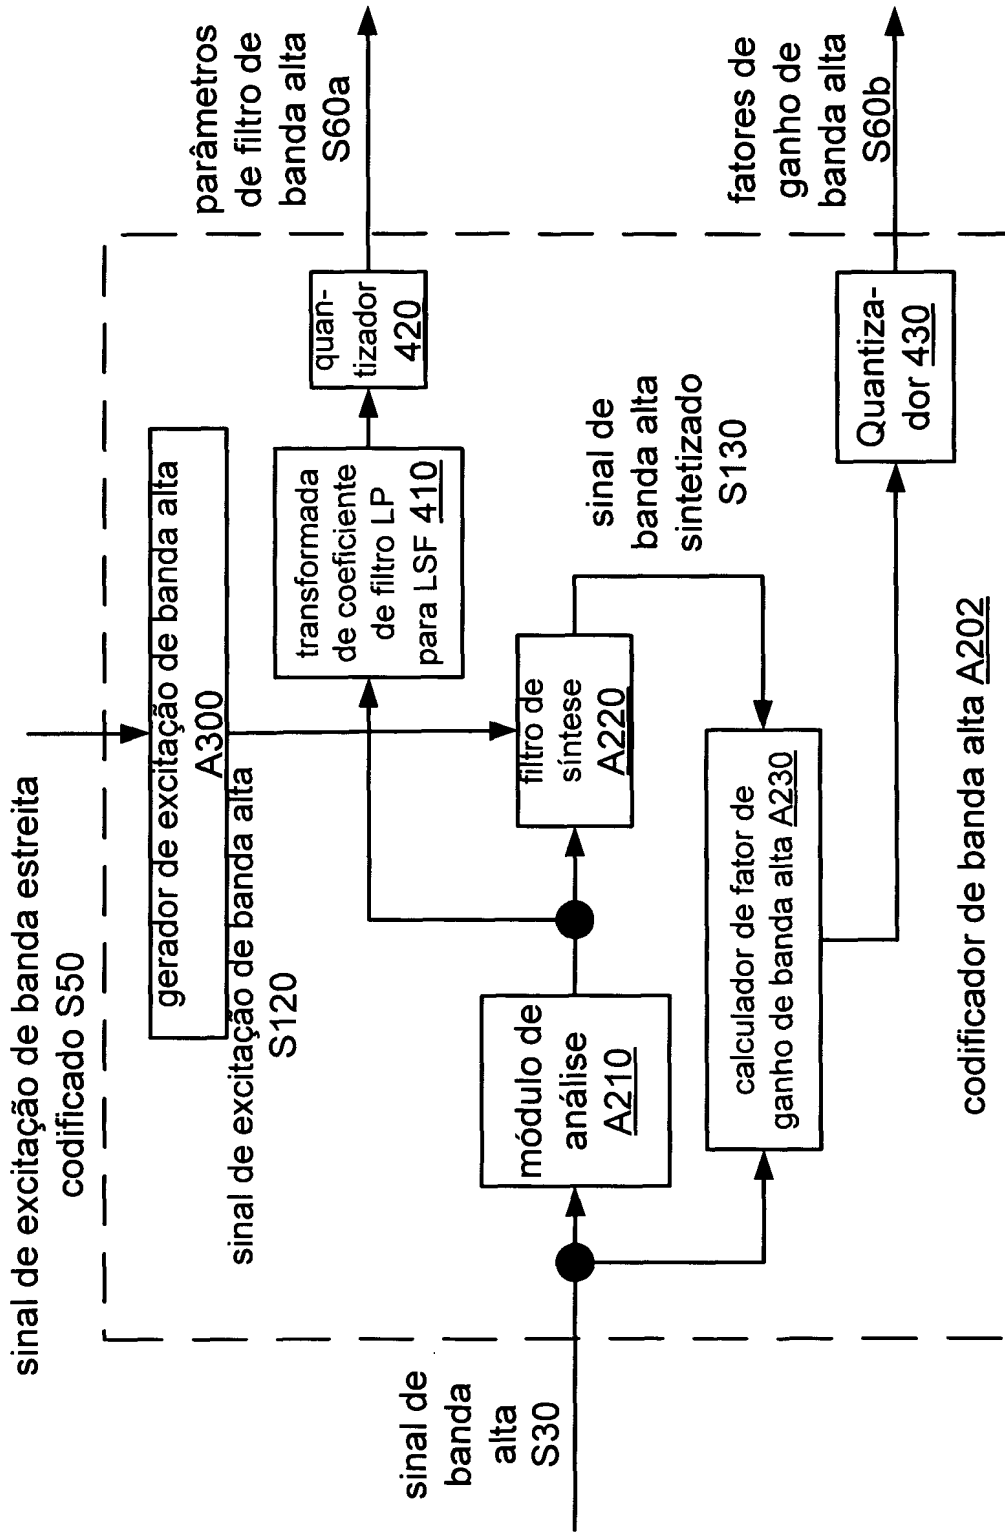 sinal de excitação de banda estreita
codificado S50
gerador de excitação de banda alta
A300
sinal de excitação de banda alta
S120
parâmetros
de filtro de
banda alta
S60a
quan-
tizador
420
transformada
de coeficiente
de filtro LP
para LSF 410
filtro de
síntese
A220
módulo de
análise
A210
sinal de
banda alta
S30
sinal de
banda alta
sintetizado
S130
calculador de fator de
ganho de banda alta A230
Quantiza-
dor 430
fatores de
ganho de
banda alta
S60b
codificador de banda alta A202